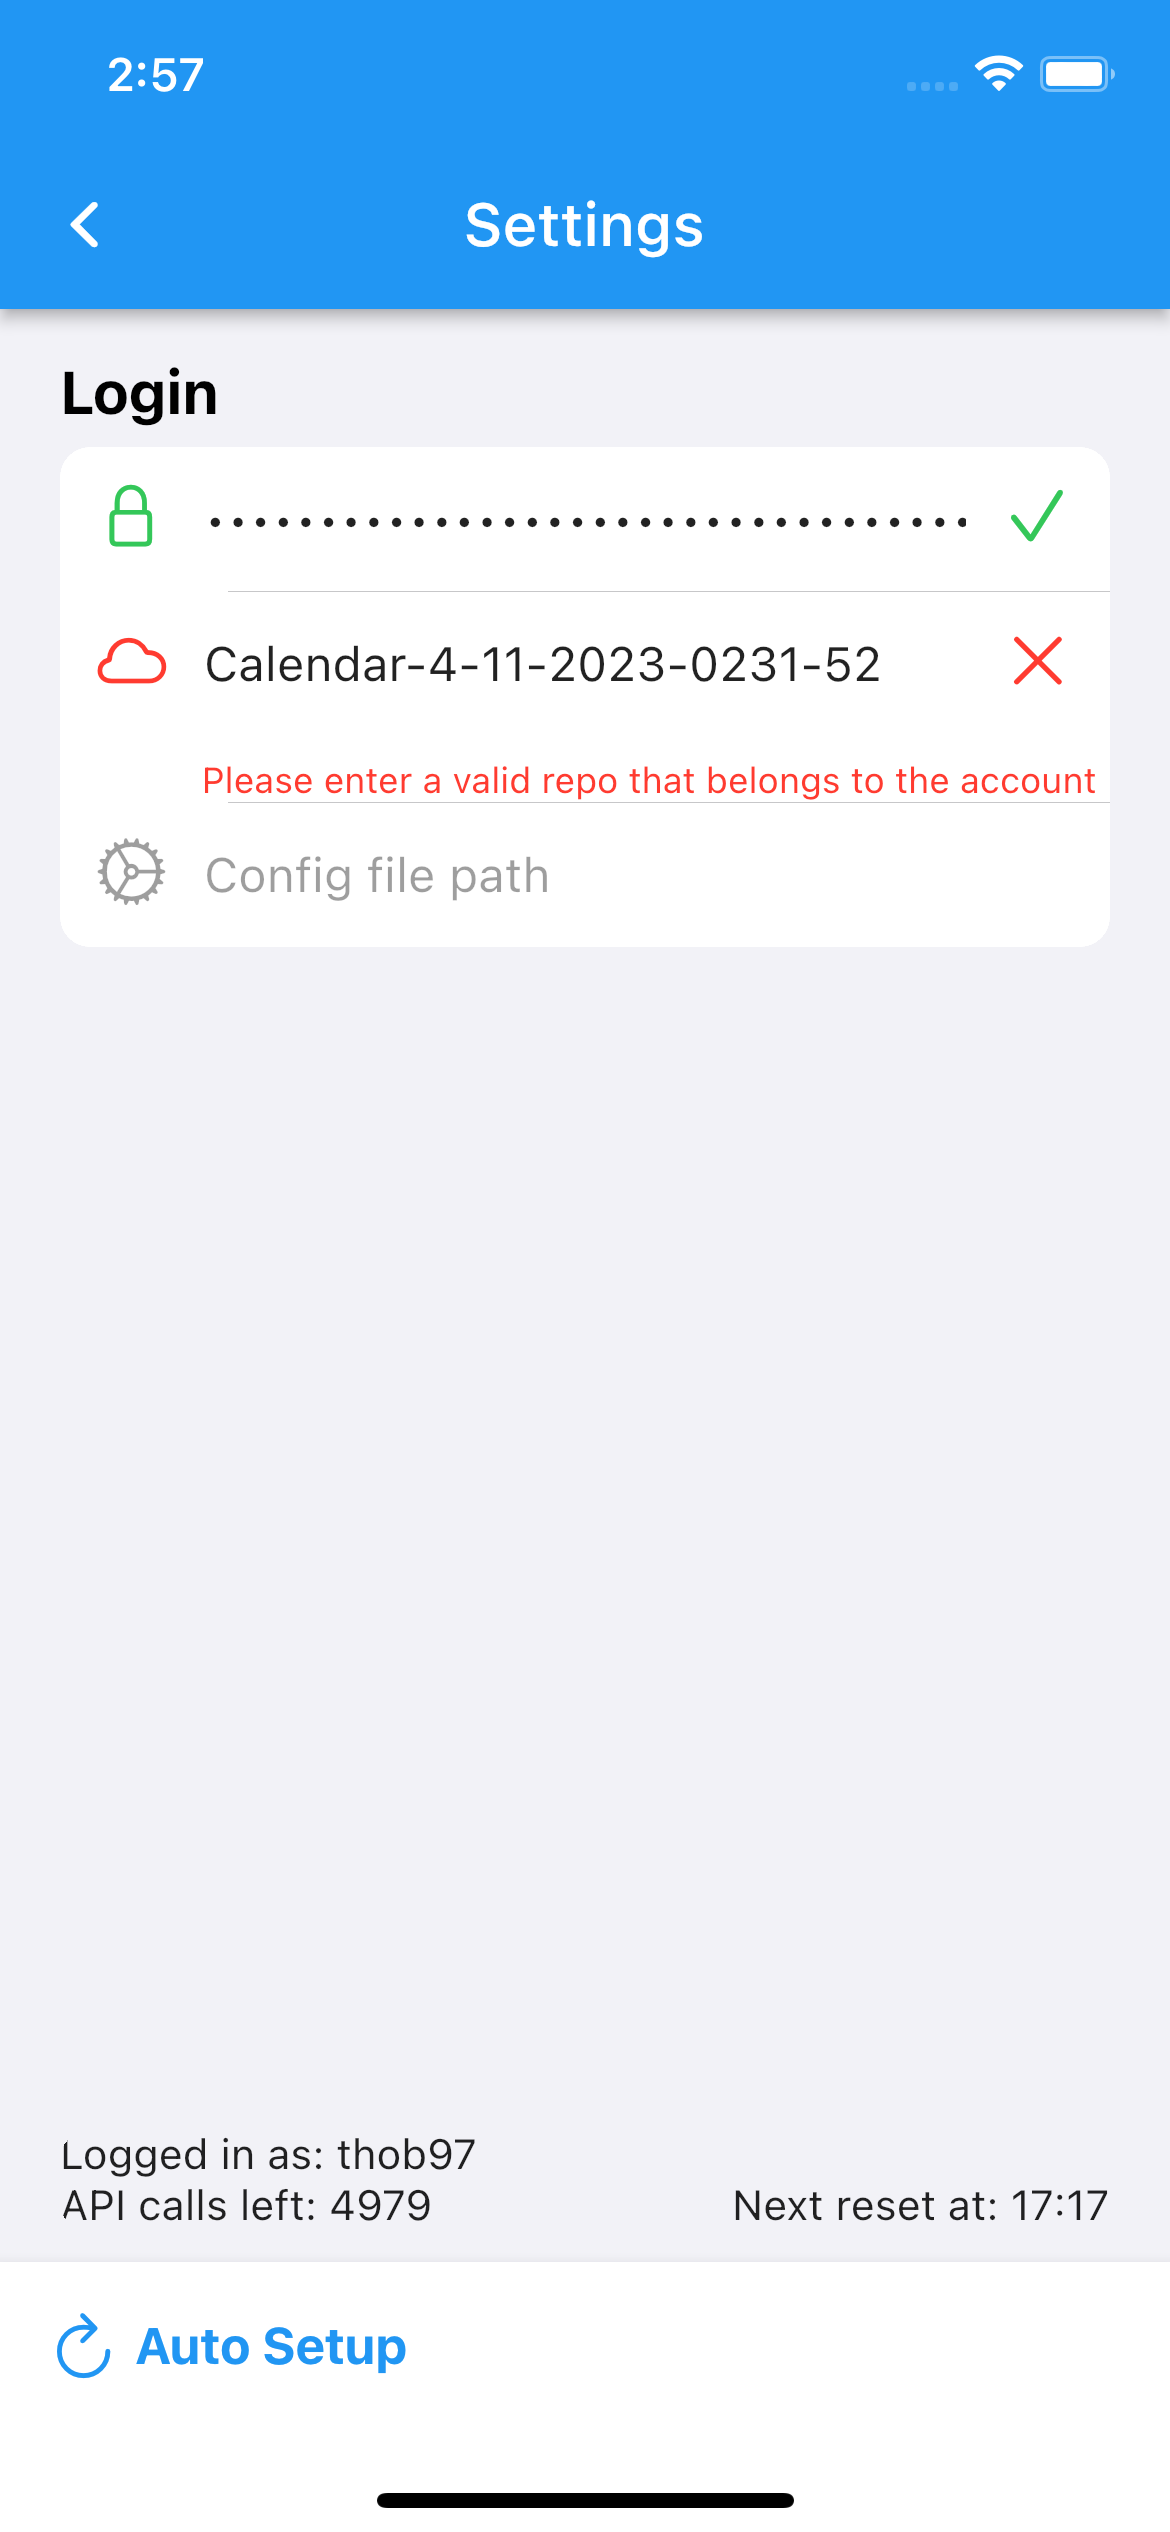 2:57
Settings
Login
••••••••••••••••••••••••••••••••••
Calendar-4-11-2023-0231-52
Please enter a valid repo that belongs to the account
Config file path
Logged in as: thob97
API calls left: 4979
Next reset at: 17:17
Auto Setup